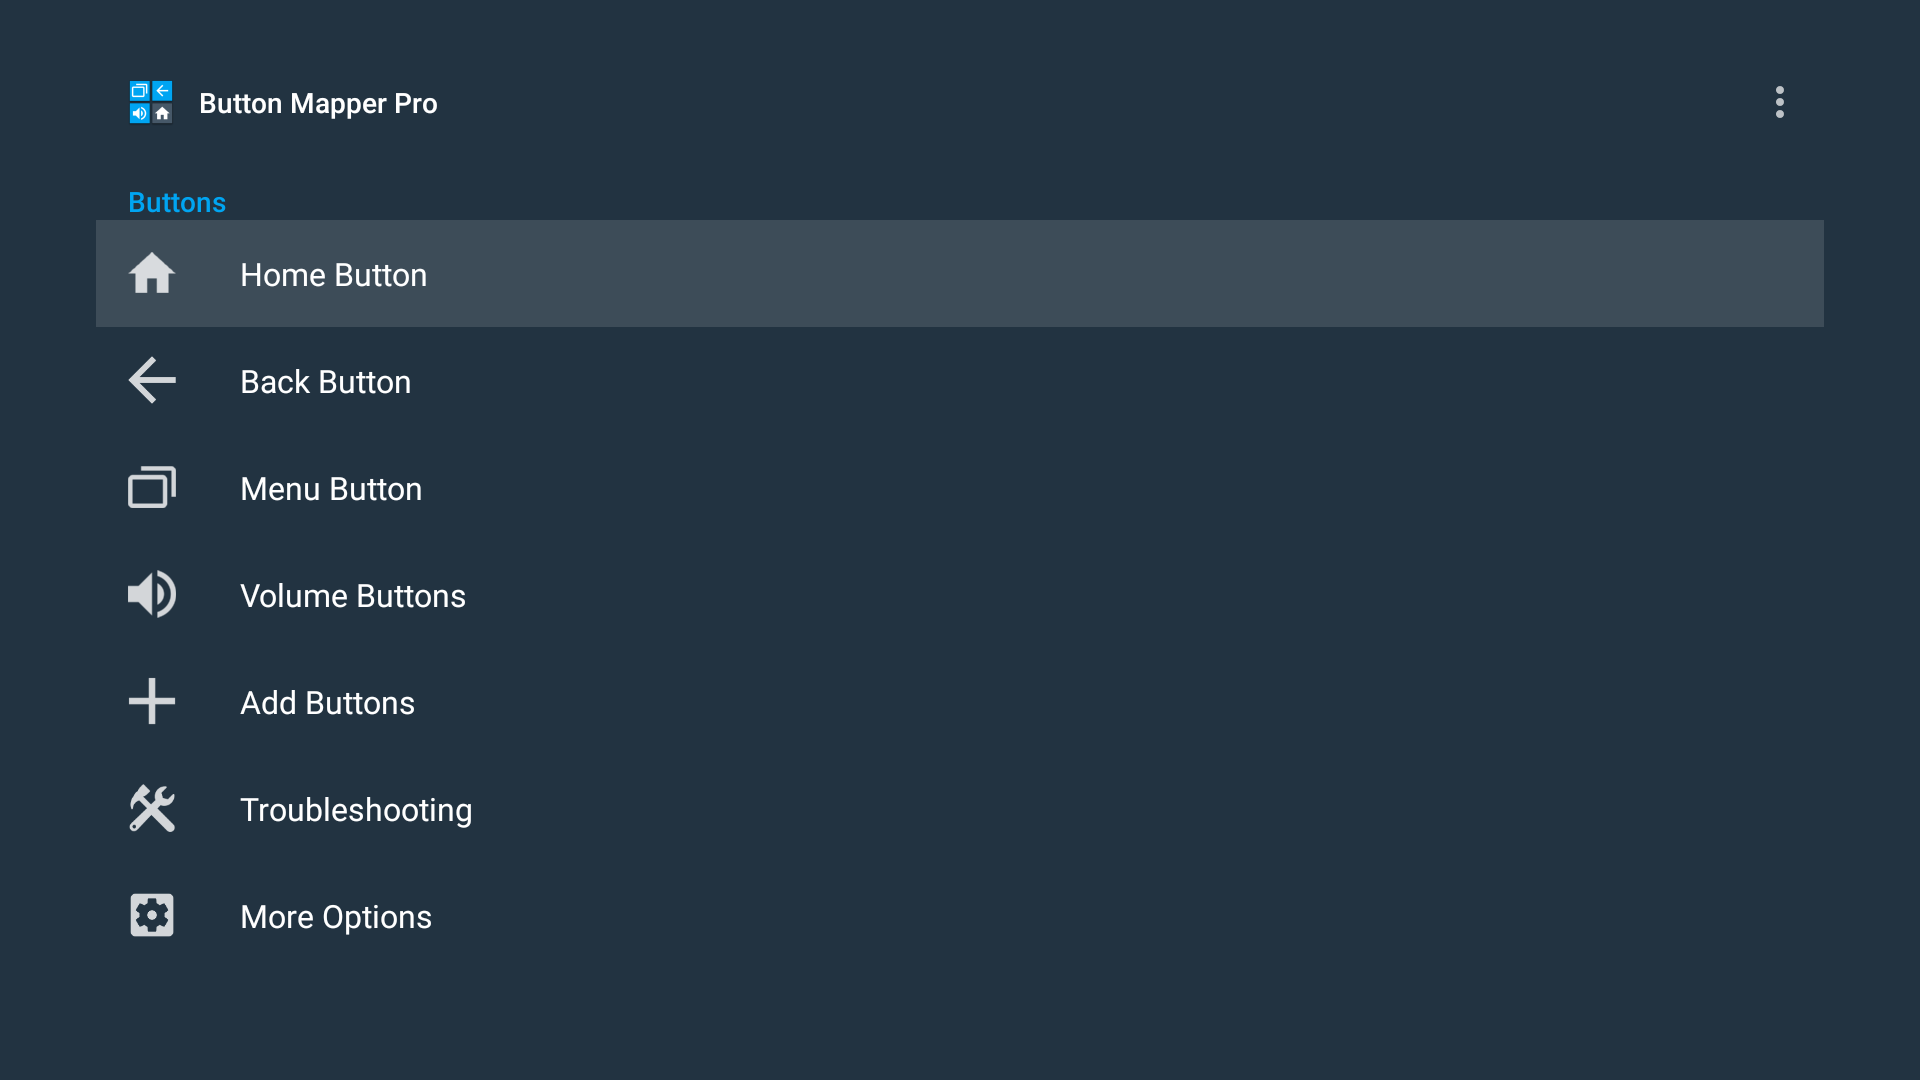 Button Mapper Pro
Buttons
Home Button
Back Button
Menu Button
Volume Buttons
Add Buttons
Troubleshooting
More Options